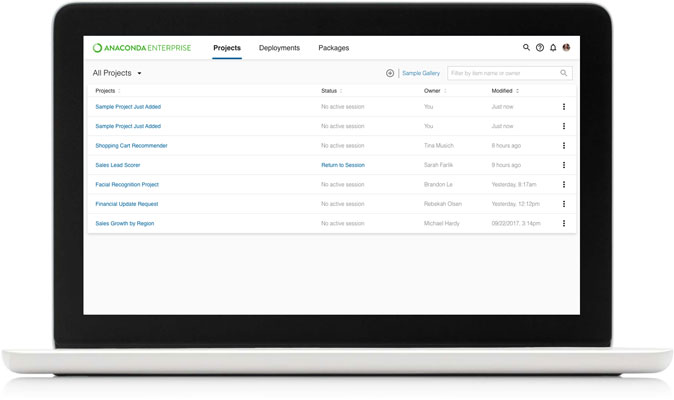 ANACONDA ENTERPRISE Projects Deployments Packages
All Projects Sample Gallery Filter by item name or owner
Projects Status Owner Modified
Sample Project Just Added No active session You Just now
Sample Project Just Added No active session You Just now
Shopping Cart Recommender No active session Tina Musich 8 hours ago
Sales Lead Scorer Return to Session Sarah Farlik 9 hours ago
Facial Recognition Project No active session Brandon Le Yesterday, 8:17am
Financial Update Request No active session Rebekah Olsen Yesterday, 12:12pm
Sales Growth by Region No active session Michael Hardy 09/22/2017, 3:14pm